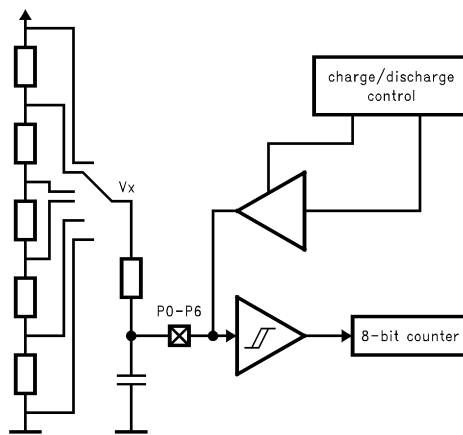 charge/discharge
control
Vx
P0-P6
8-bit counter